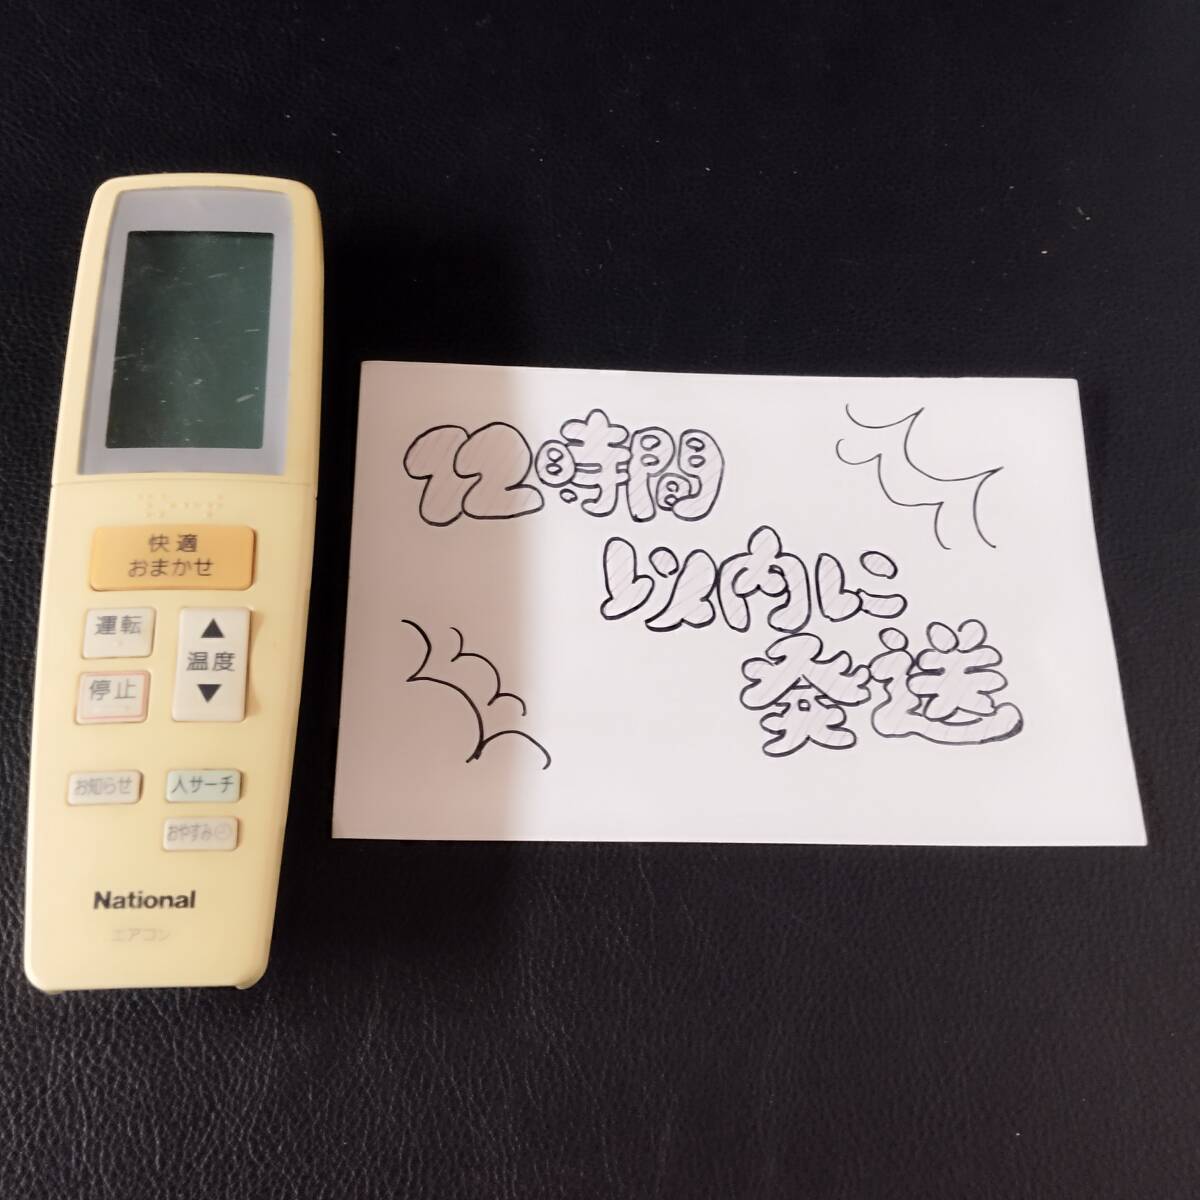 快適
おまかせ
運転
停止
▲
温度
▼
お知らせ
人サーチ
おやすみ
National
エアコン
12時間
以内に
発送